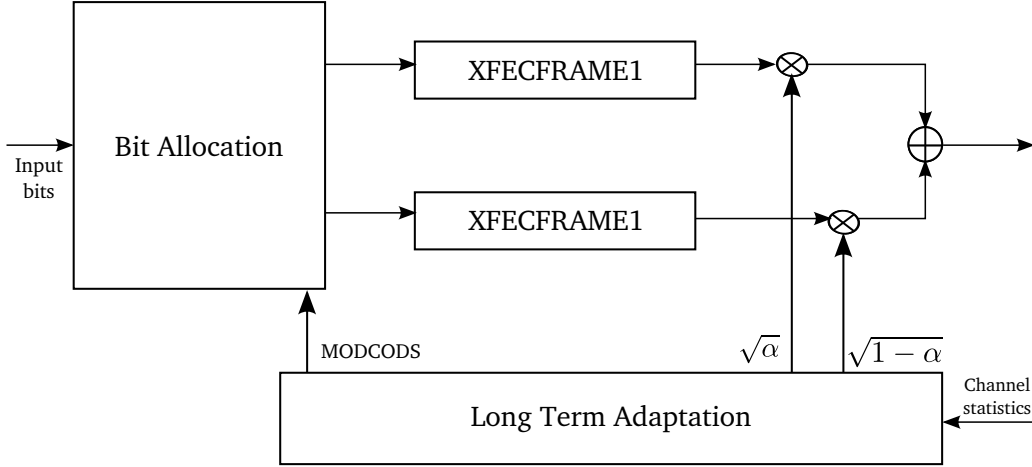 XFECFRAME1
Bit Allocation
Input
bits
XFECFRAME1
MODCODS
√α
√1 − α
Channel
statistics
Long Term Adaptation